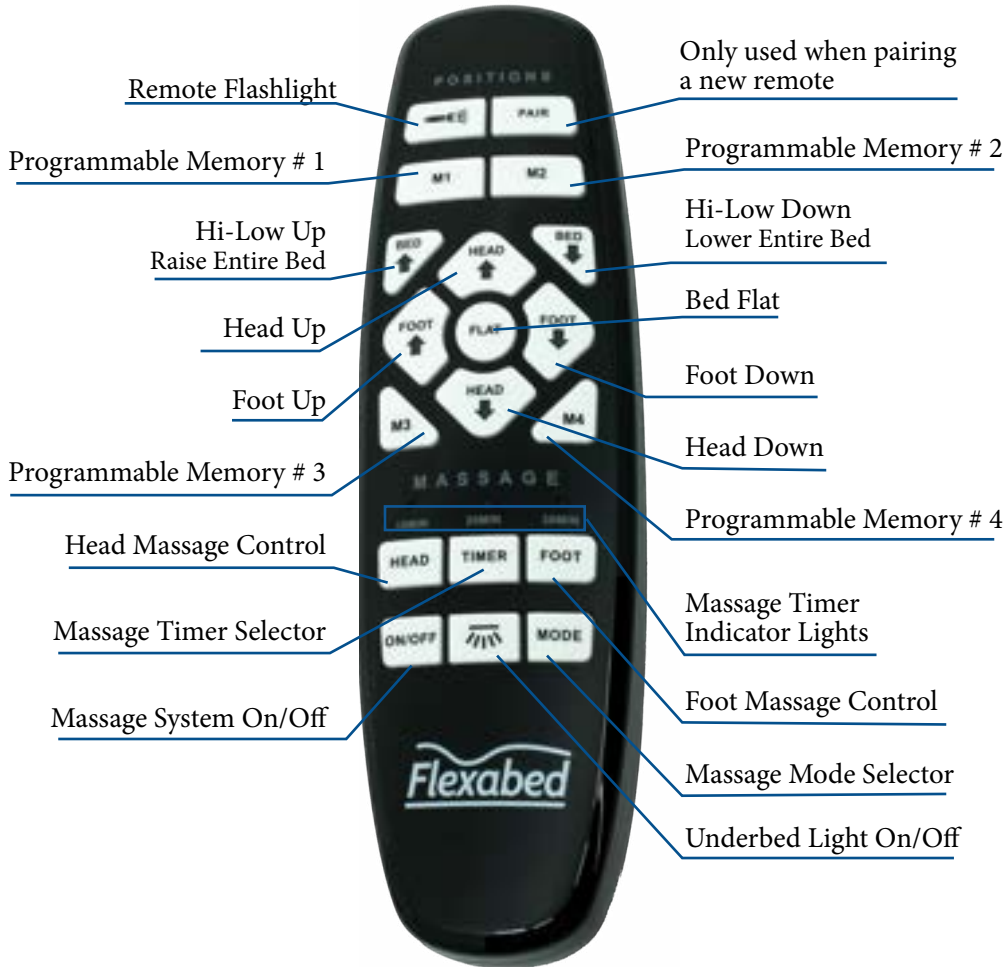 Only used when pairing
a new remote
Remote Flashlight
POSITIONS
PAIR
Programmable Memory # 1
Programmable Memory # 2
M1
M2
Hi-Low Up
Raise Entire Bed
Hi-Low Down
Lower Entire Bed
BED
HEAD
BED
Head Up
Bed Flat
FOOT
FLAT
FOOT
Foot Up
Foot Down
HEAD
M3
M4
Head Down
Programmable Memory # 3
MASSAGE
Programmable Memory # 4
10MIN 20MIN 30MIN
Head Massage Control
HEAD
TIMER
FOOT
Massage Timer
Indicator Lights
Massage Timer Selector
ON/OFF
MODE
Foot Massage Control
Massage System On/Off
Flexabed
Massage Mode Selector
Underbed Light On/Off